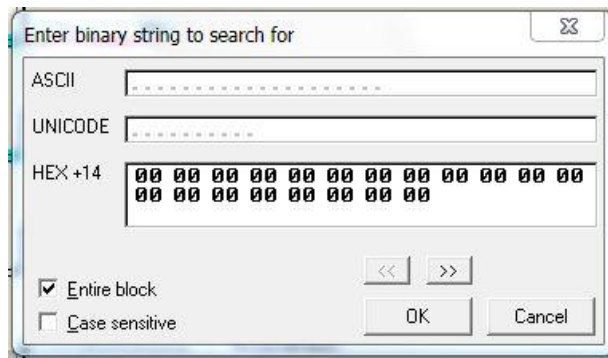 Enter binary string to search for
ASCII
. . . . . . . . . . . . . . . . . . . .
UNICODE
. . . . . . . . . .
HEX +14
00 00 00 00 00 00 00 00 00 00 00 00
00 00 00 00 00 00 00 00
<< >>
Entire block
Case sensitive
OK Cancel